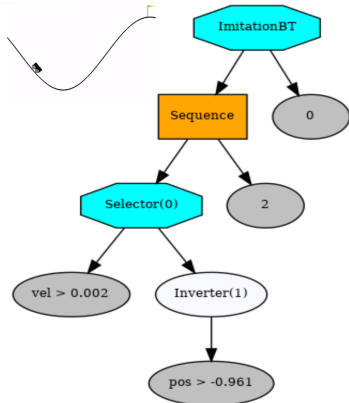 ImitationBT
Sequence
0
Selector(0)
2
vel > 0.002
Inverter(1)
pos > -0.961